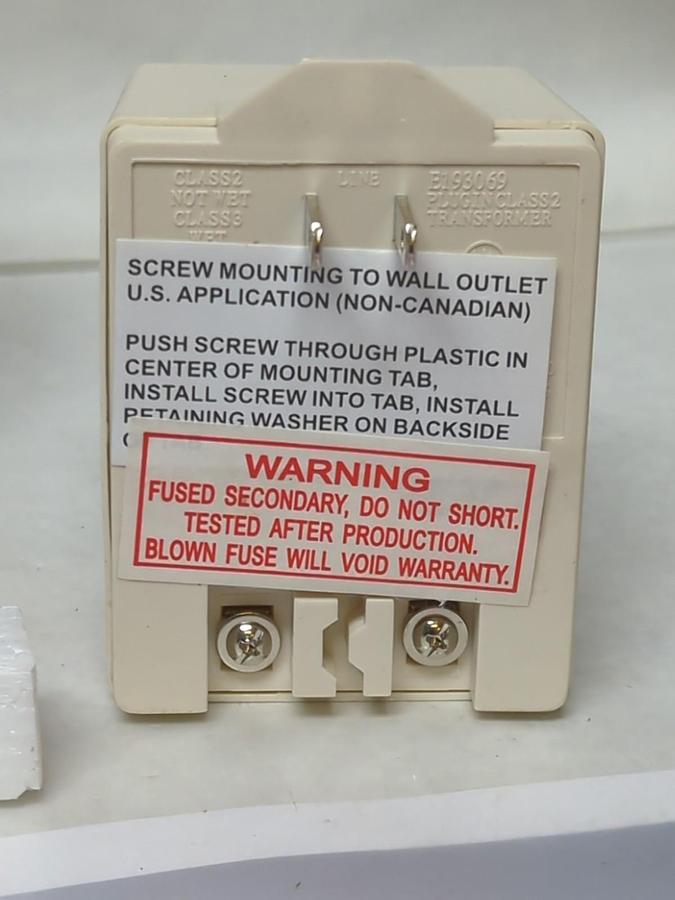 CLASS2
NOT WET
CLASS3
WET
LINE
E193069
PLUGIN CLASS2
TRANSFORMER
SCREW MOUNTING TO WALL OUTLET
U.S. APPLICATION (NON-CANADIAN)
PUSH SCREW THROUGH PLASTIC IN
CENTER OF MOUNTING TAB,
INSTALL SCREW INTO TAB, INSTALL
RETAINING WASHER ON BACKSIDE
WARNING
FUSED SECONDARY, DO NOT SHORT.
TESTED AFTER PRODUCTION.
BLOWN FUSE WILL VOID WARRANTY.